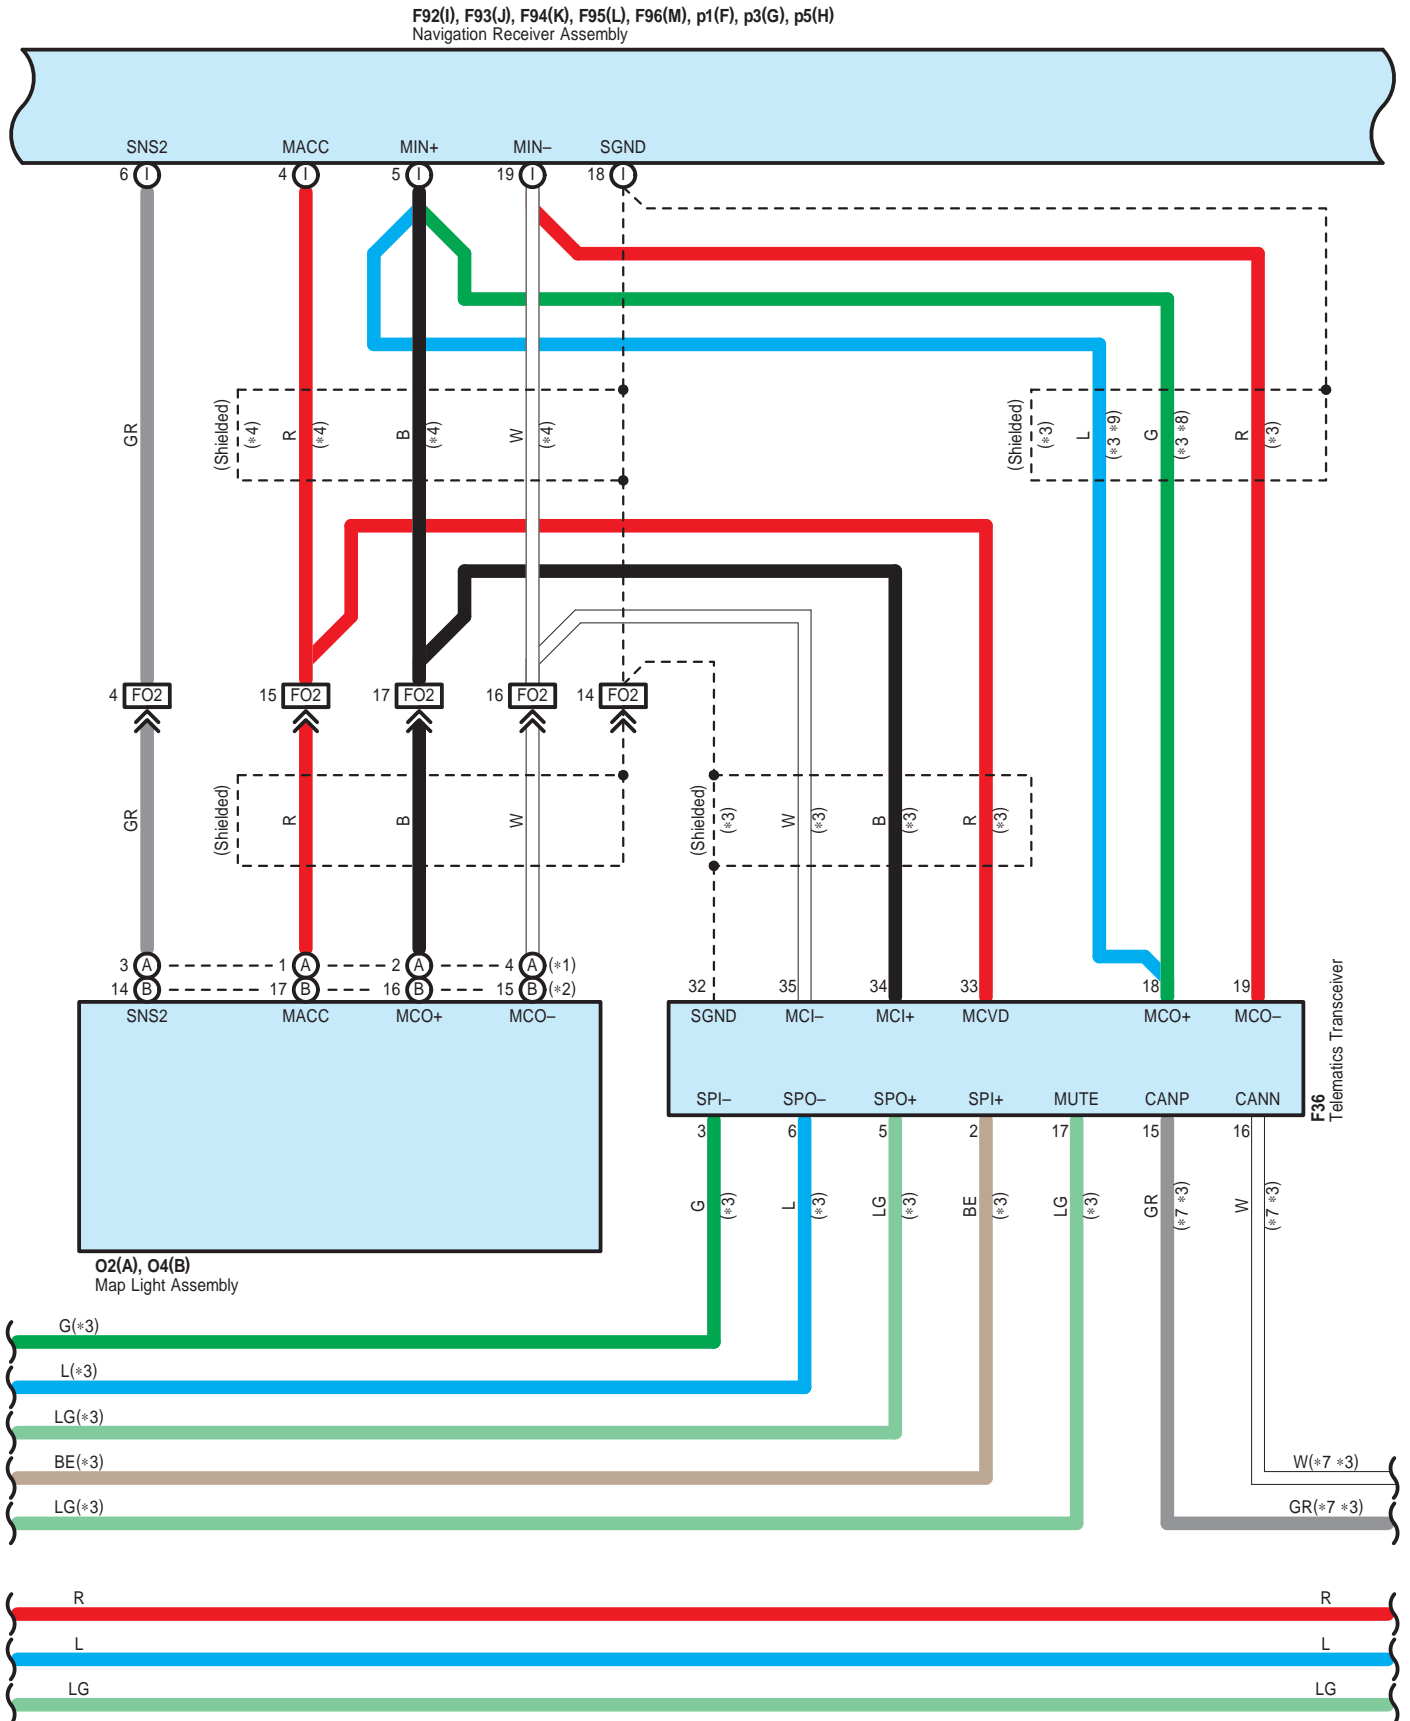 F92(I), F93(J), F94(K), F95(L), F96(M), p1(F), p3(G), p5(H)
Navigation Receiver Assembly
SNS2 MACC MIN+ MIN– SGND
6 I 4 I 5 I 19 I 18 I
GR
(Shielded)
(*4)
R
(*4)
B
(*4)
W
(*4)
(Shielded)
(*3)
L
(*3 *9)
G
(*3 *8)
R
(*3)
4 FO2 15 FO2 17 FO2 16 FO2 14 FO2
GR
(Shielded)
R
B
W
(Shielded)
(*3)
W
(*3)
B
(*3)
R
(*3)
3 A 1 A 2 A 4 A (*1)
14 B 17 B 16 B 15 B (*2)
SNS2 MACC MCO+ MCO–
32 35 34 33 18 19
SGND MCI– MCI+ MCVD MCO+ MCO–
SPI– SPO– SPO+ SPI+ MUTE CANP CANN
3 6 5 2 17 15 16
F36
Telematics Transceiver
G
(*3)
L
(*3)
LG
(*3)
BE
(*3)
LG
(*3)
GR
(*7 *3)
W
(*7 *3)
O2(A), O4(B)
Map Light Assembly
G(*3)
L(*3)
LG(*3)
BE(*3)
W(*7 *3)
LG(*3)
GR(*7 *3)
R R
L L
LG LG